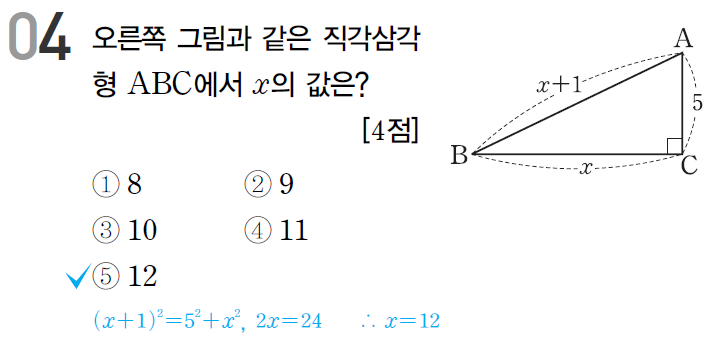 04 오른쪽 그림과 같은 직각삼각
형 ABC에서 x의 값은?
[4점]
A
x+1
5
B
x
C
① 8 ② 9
③ 10 ④ 11
⑤ 12
(x+1)²=5²+x², 2x=24 ∴ x=12